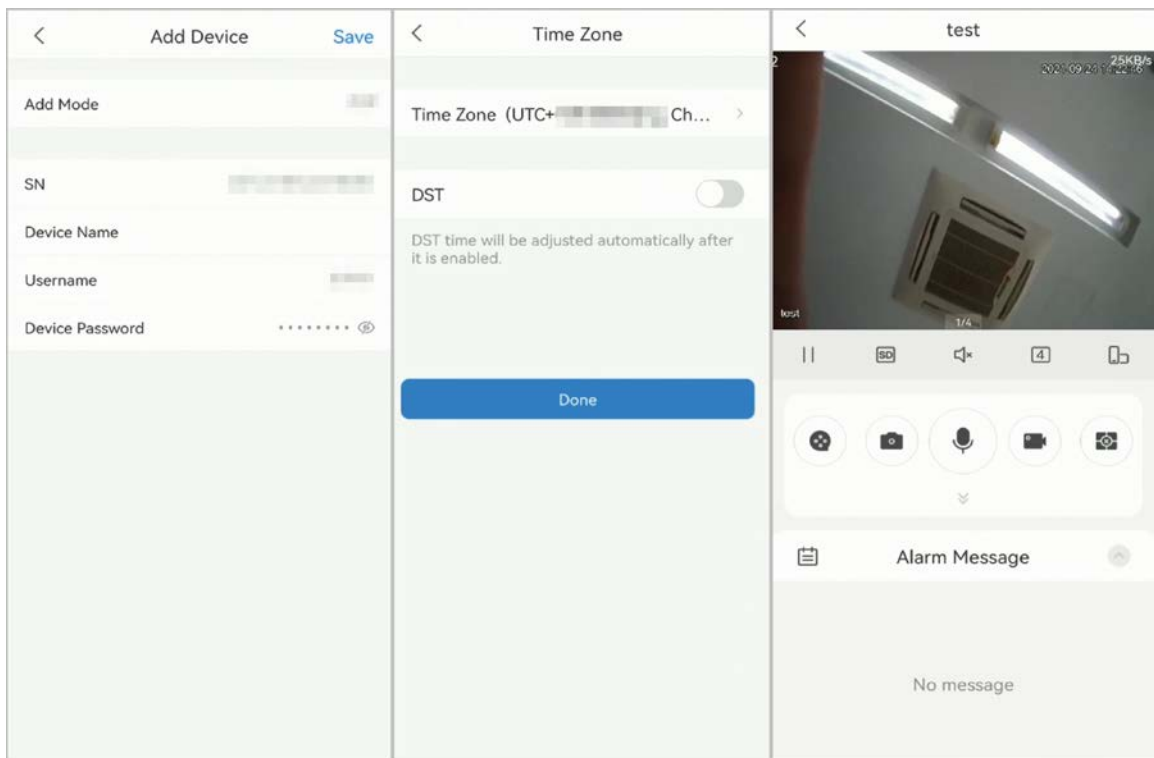 Add Device
Save
Add Mode
SN
Device Name
Username
Device Password
Time Zone
Time Zone (UTC+ Ch...
DST
DST time will be adjusted automatically after
it is enabled.
Done
test
25KB/s
test
1/4
SD
4
Alarm Message
No message